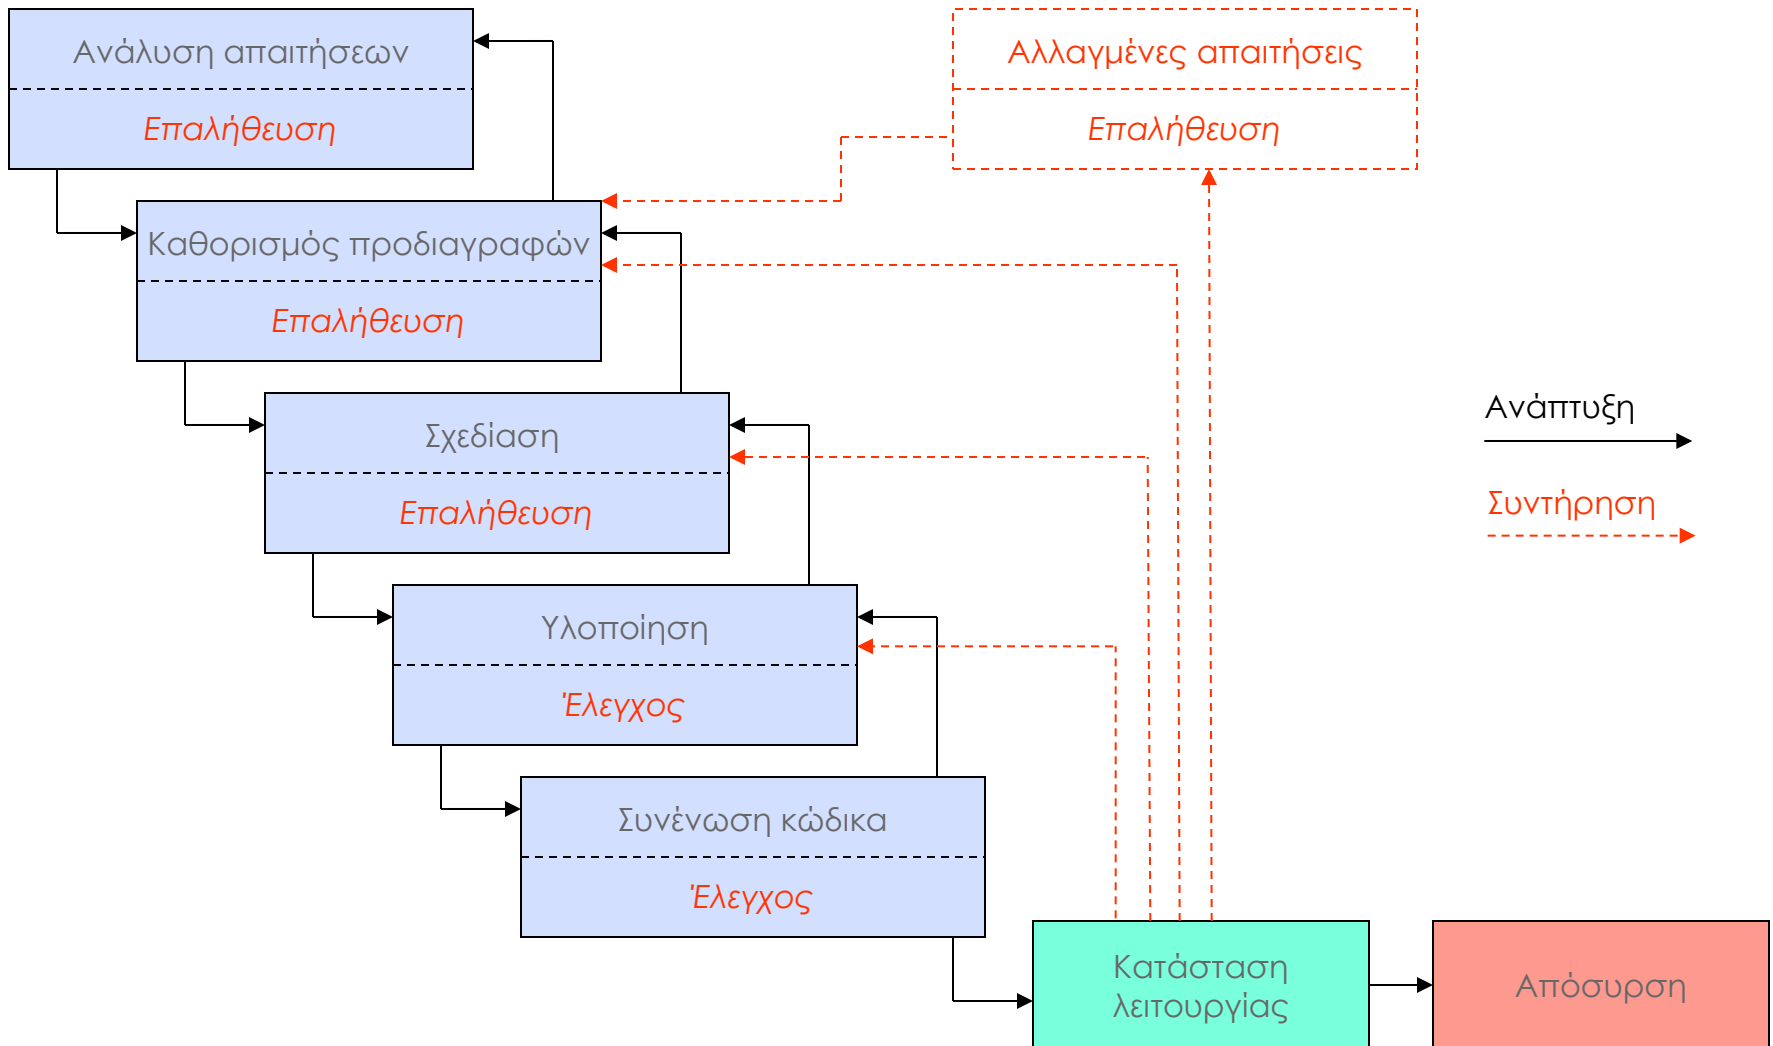 Ανάλυση απαιτήσεων
Επαλήθευση
Αλλαγμένες απαιτήσεις
Επαλήθευση
Καθορισμός προδιαγραφών
Επαλήθευση
Σχεδίαση
Επαλήθευση
Ανάπτυξη
Συντήρηση
Υλοποίηση
Έλεγχος
Συνένωση κώδικα
Έλεγχος
Κατάσταση
λειτουργίας
Απόσυρση